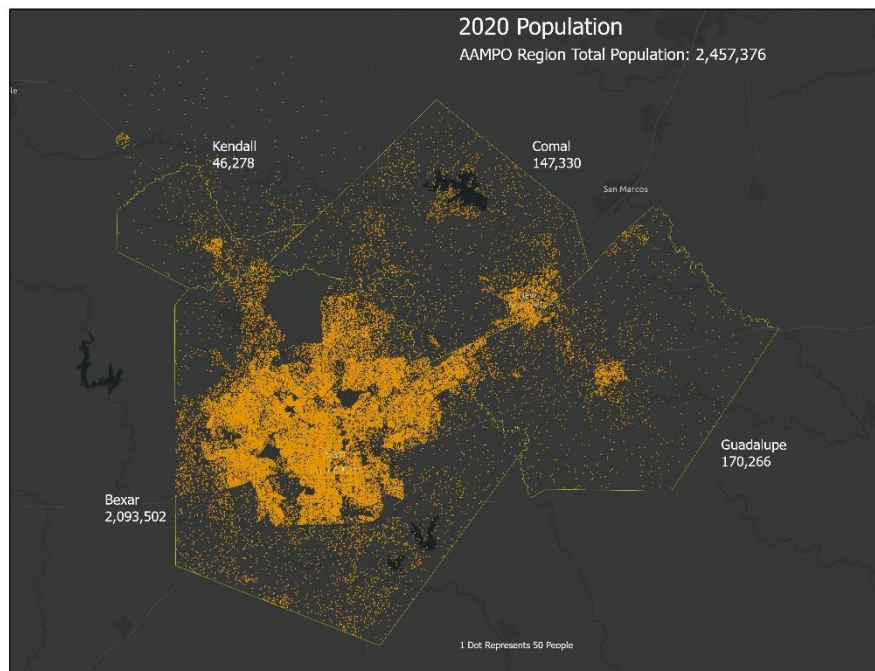 2020 Population
AAMPO Region Total Population: 2,457,376
le
Kendall
46,278
Comal
147,330
San Marcos
Guadalupe
170,266
Bexar
2,093,502
1 Dot Represents 50 People